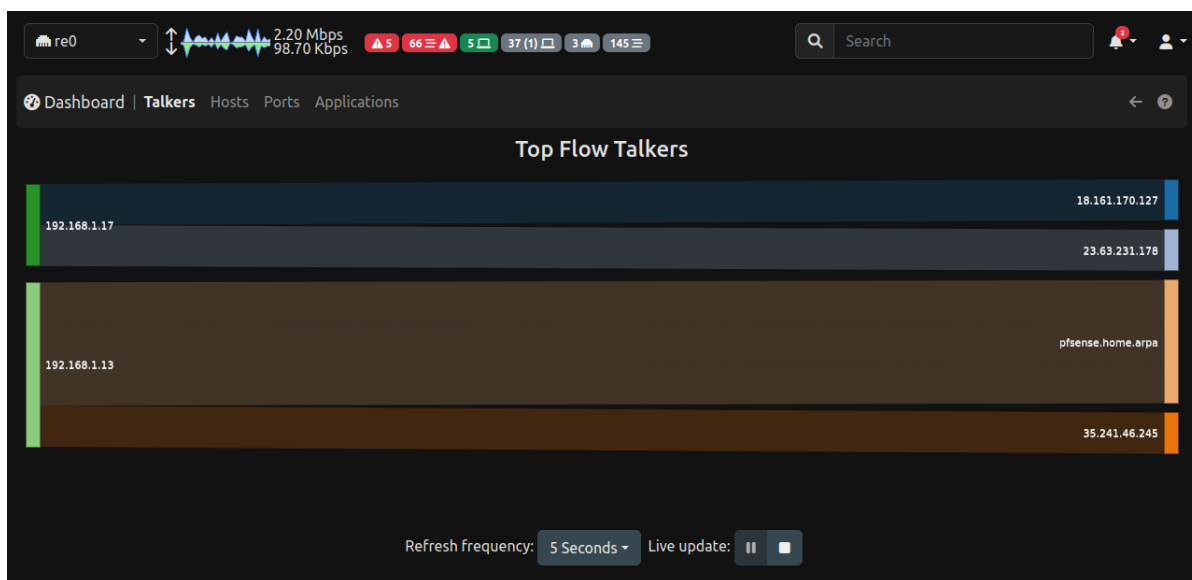 re0
2.20 Mbps
98.70 Kbps
5
66
5
37 (1)
3
145
Search
2
Dashboard | Talkers Hosts Ports Applications
Top Flow Talkers
18.161.170.127
192.168.1.17
23.63.231.178
pfsense.home.arpa
192.168.1.13
35.241.46.245
Refresh frequency: 5 Seconds Live update: